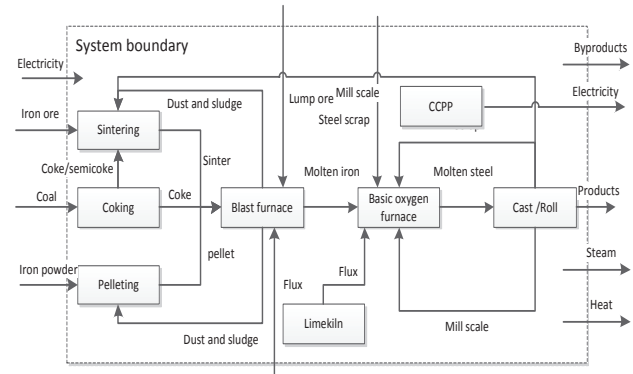 System boundary
Electricity
Byproducts
Electricity
CCPP
Lump ore
Mill scale
Steel scrap
Dust and sludge
Iron ore
Sintering
Coke/semicoke
Sinter
Molten iron
Molten steel
Coal
Coking
Coke
Blast furnace
Basic oxygen
furnace
Cast /Roll
Products
pellet
Iron powder
Pelleting
Flux
Flux
Steam
Limekiln
Heat
Dust and sludge
Mill scale